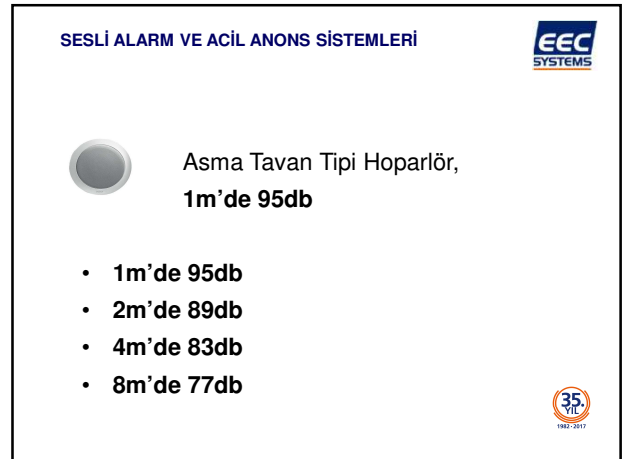 SESLİ ALARM VE ACİL ANONS SİSTEMLERİ
EEC
SYSTEMS
Asma Tavan Tipi Hoparlör,
1m’de 95db
• 1m’de 95db
• 2m’de 89db
• 4m’de 83db
• 8m’de 77db
35.
YIL
1982-2017